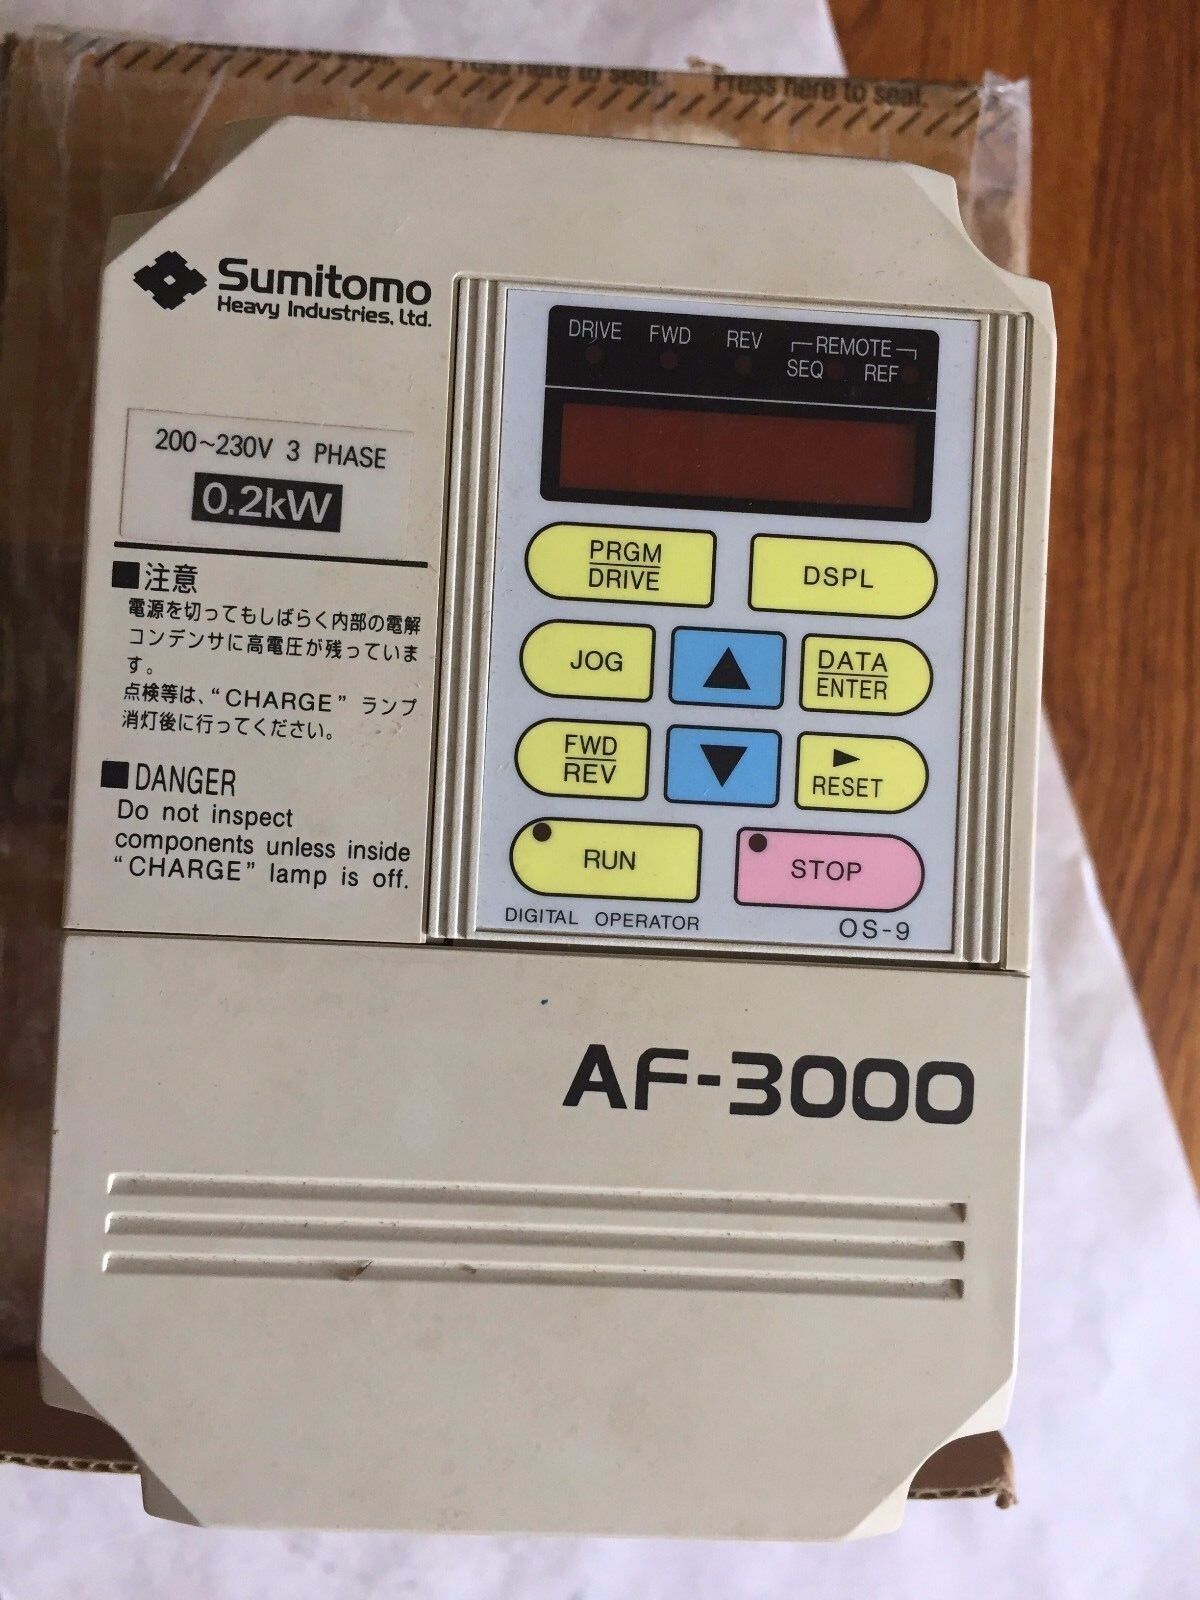 Press here to seal.
Press here to seal.
Sumitomo
Heavy Industries, Ltd.
200~230V 3 PHASE
0.2kW
■注意
電源を切ってもしばらく内部の電解
コンデンサに高電圧が残っていま
す。
点検等は、“CHARGE” ランプ
消灯後に行ってください。
■DANGER
Do not inspect
components unless inside
“CHARGE” lamp is off.
DRIVE FWD REV REMOTE
SEQ REF
PRGM
DRIVE
DSPL
JOG
DATA
ENTER
FWD
REV
RESET
RUN
STOP
DIGITAL OPERATOR
OS-9
AF-3000